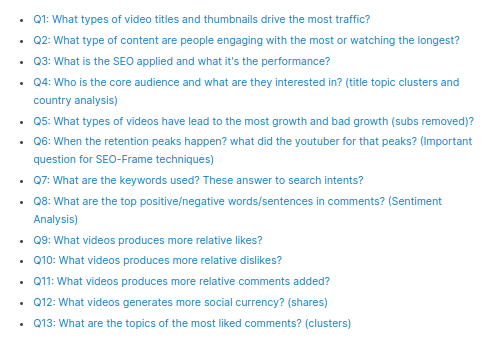 • Q1: What types of video titles and thumbnails drive the most traffic?
• Q2: What type of content are people engaging with the most or watching the longest?
• Q3: What is the SEO applied and what it's the performance?
• Q4: Who is the core audience and what are they interested in? (title topic clusters and
country analysis)
• Q5: What types of videos have lead to the most growth and bad growth (subs removed)?
• Q6: When the retention peaks happen? what did the youtuber for that peaks? (Important
question for SEO-Frame techniques)
• Q7: What are the keywords used? These answer to search intents?
• Q8: What are the top positive/negative words/sentences in comments? (Sentiment
Analysis)
• Q9: What videos produces more relative likes?
• Q10: What videos produces more relative dislikes?
• Q11: What videos produces more relative comments added?
• Q12: What videos generates more social currency? (shares)
• Q13: What are the topics of the most liked comments? (clusters)